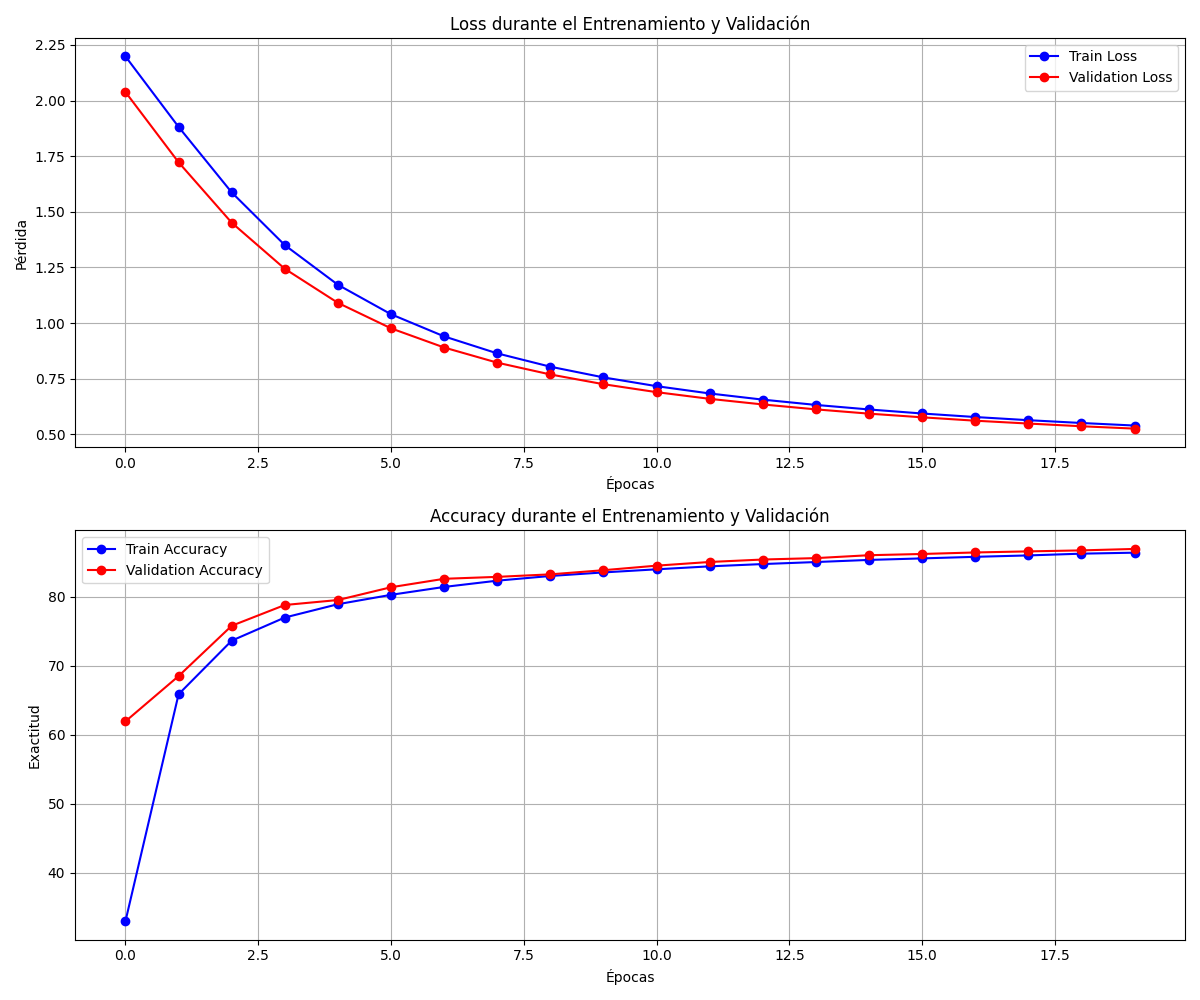 Loss durante el Entrenamiento y Validación
2.25
2.00
1.75
1.50
1.25
1.00
0.75
0.50
Pérdida
Train Loss
Validation Loss
0.0 2.5 5.0 7.5 10.0 12.5 15.0 17.5
Épocas
Accuracy durante el Entrenamiento y Validación
Train Accuracy
Validation Accuracy
80
70
60
50
40
Exactitud
0.0 2.5 5.0 7.5 10.0 12.5 15.0 17.5
Épocas